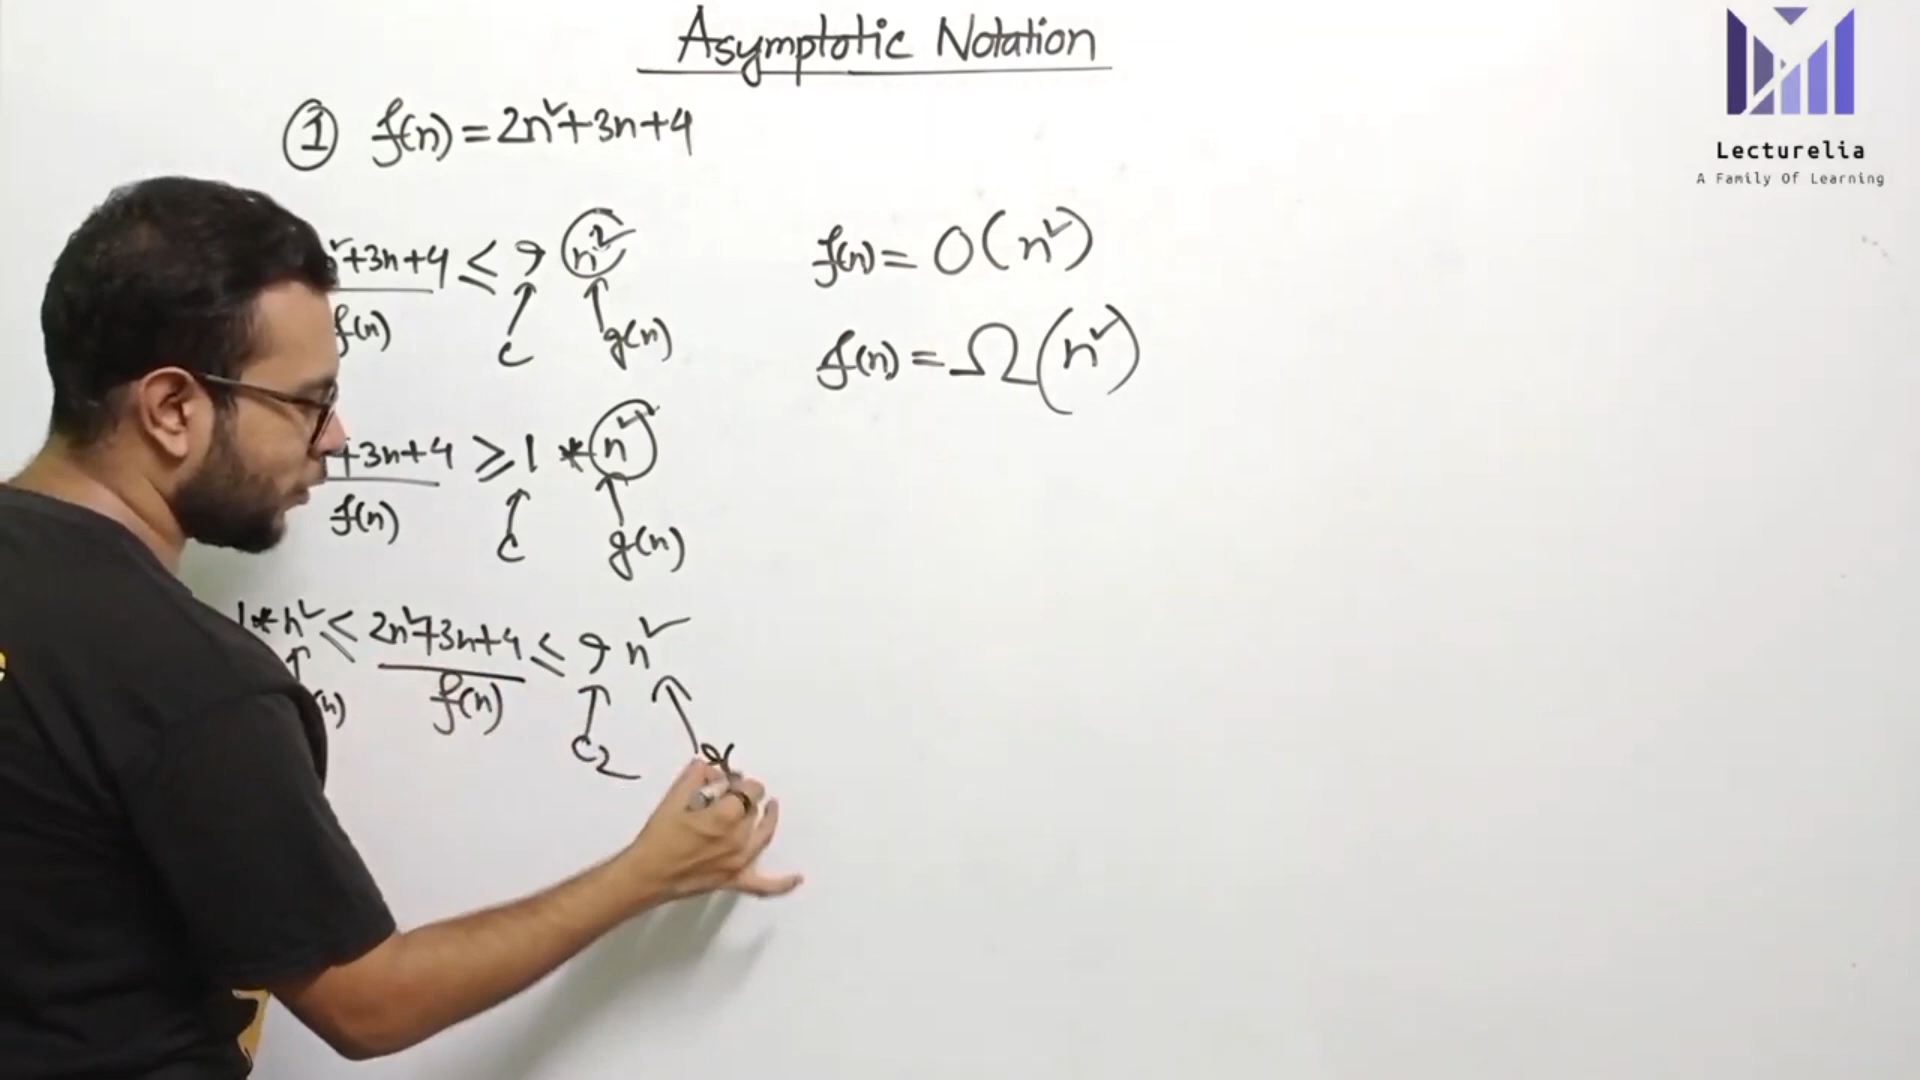 Asymptotic Notation
Lecturelia
A Family Of Learning
① f(n) = 2n²+3n+4
²+3n+4 ≤ 9 n²
f(n) c g(n)
f(n) = O(n²)
f(n) = Ω(n²)
+3n+4 ≥ 1 * n²
f(n) c g(n)
1 * n² ≤ 2n²+3n+4 ≤ 9 n²
(n) f(n) c2 g